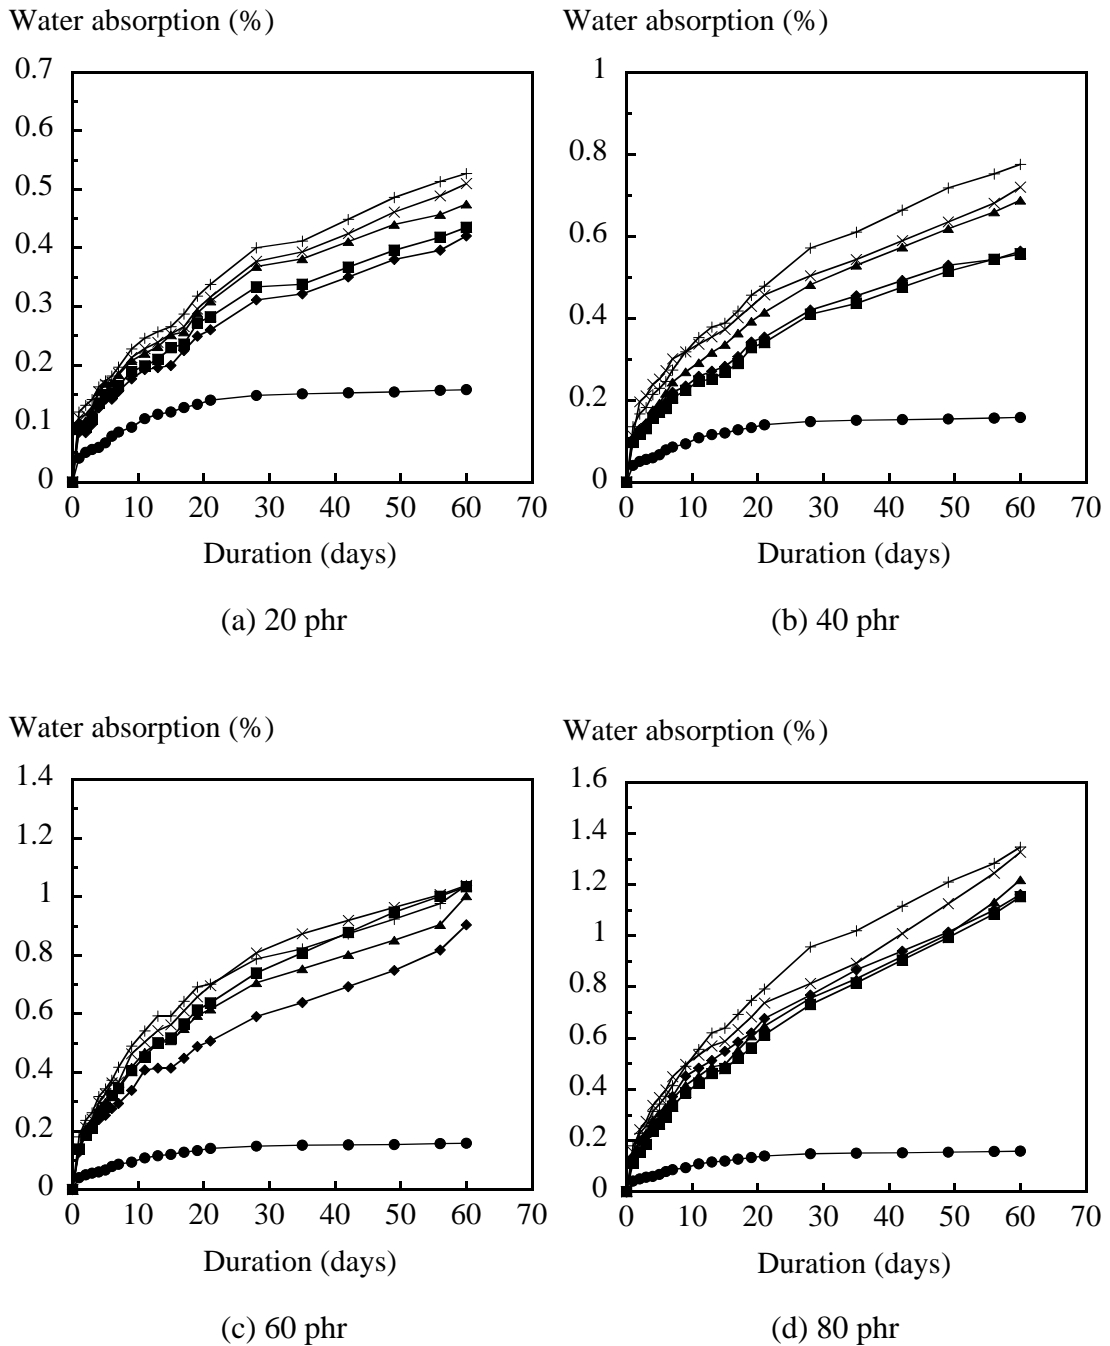 Water absorption (%)
0.7
0.6
0.5
0.4
0.3
0.2
0.1
0
0 10 20 30 40 50 60 70
Duration (days)
(a) 20 phr
Water absorption (%)
1
0.8
0.6
0.4
0.2
0
0 10 20 30 40 50 60 70
Duration (days)
(b) 40 phr
Water absorption (%)
1.4
1.2
1
0.8
0.6
0.4
0.2
0
0 10 20 30 40 50 60 70
Duration (days)
(c) 60 phr
Water absorption (%)
1.6
1.4
1.2
1
0.8
0.6
0.4
0.2
0
0 10 20 30 40 50 60 70
Duration (days)
(d) 80 phr